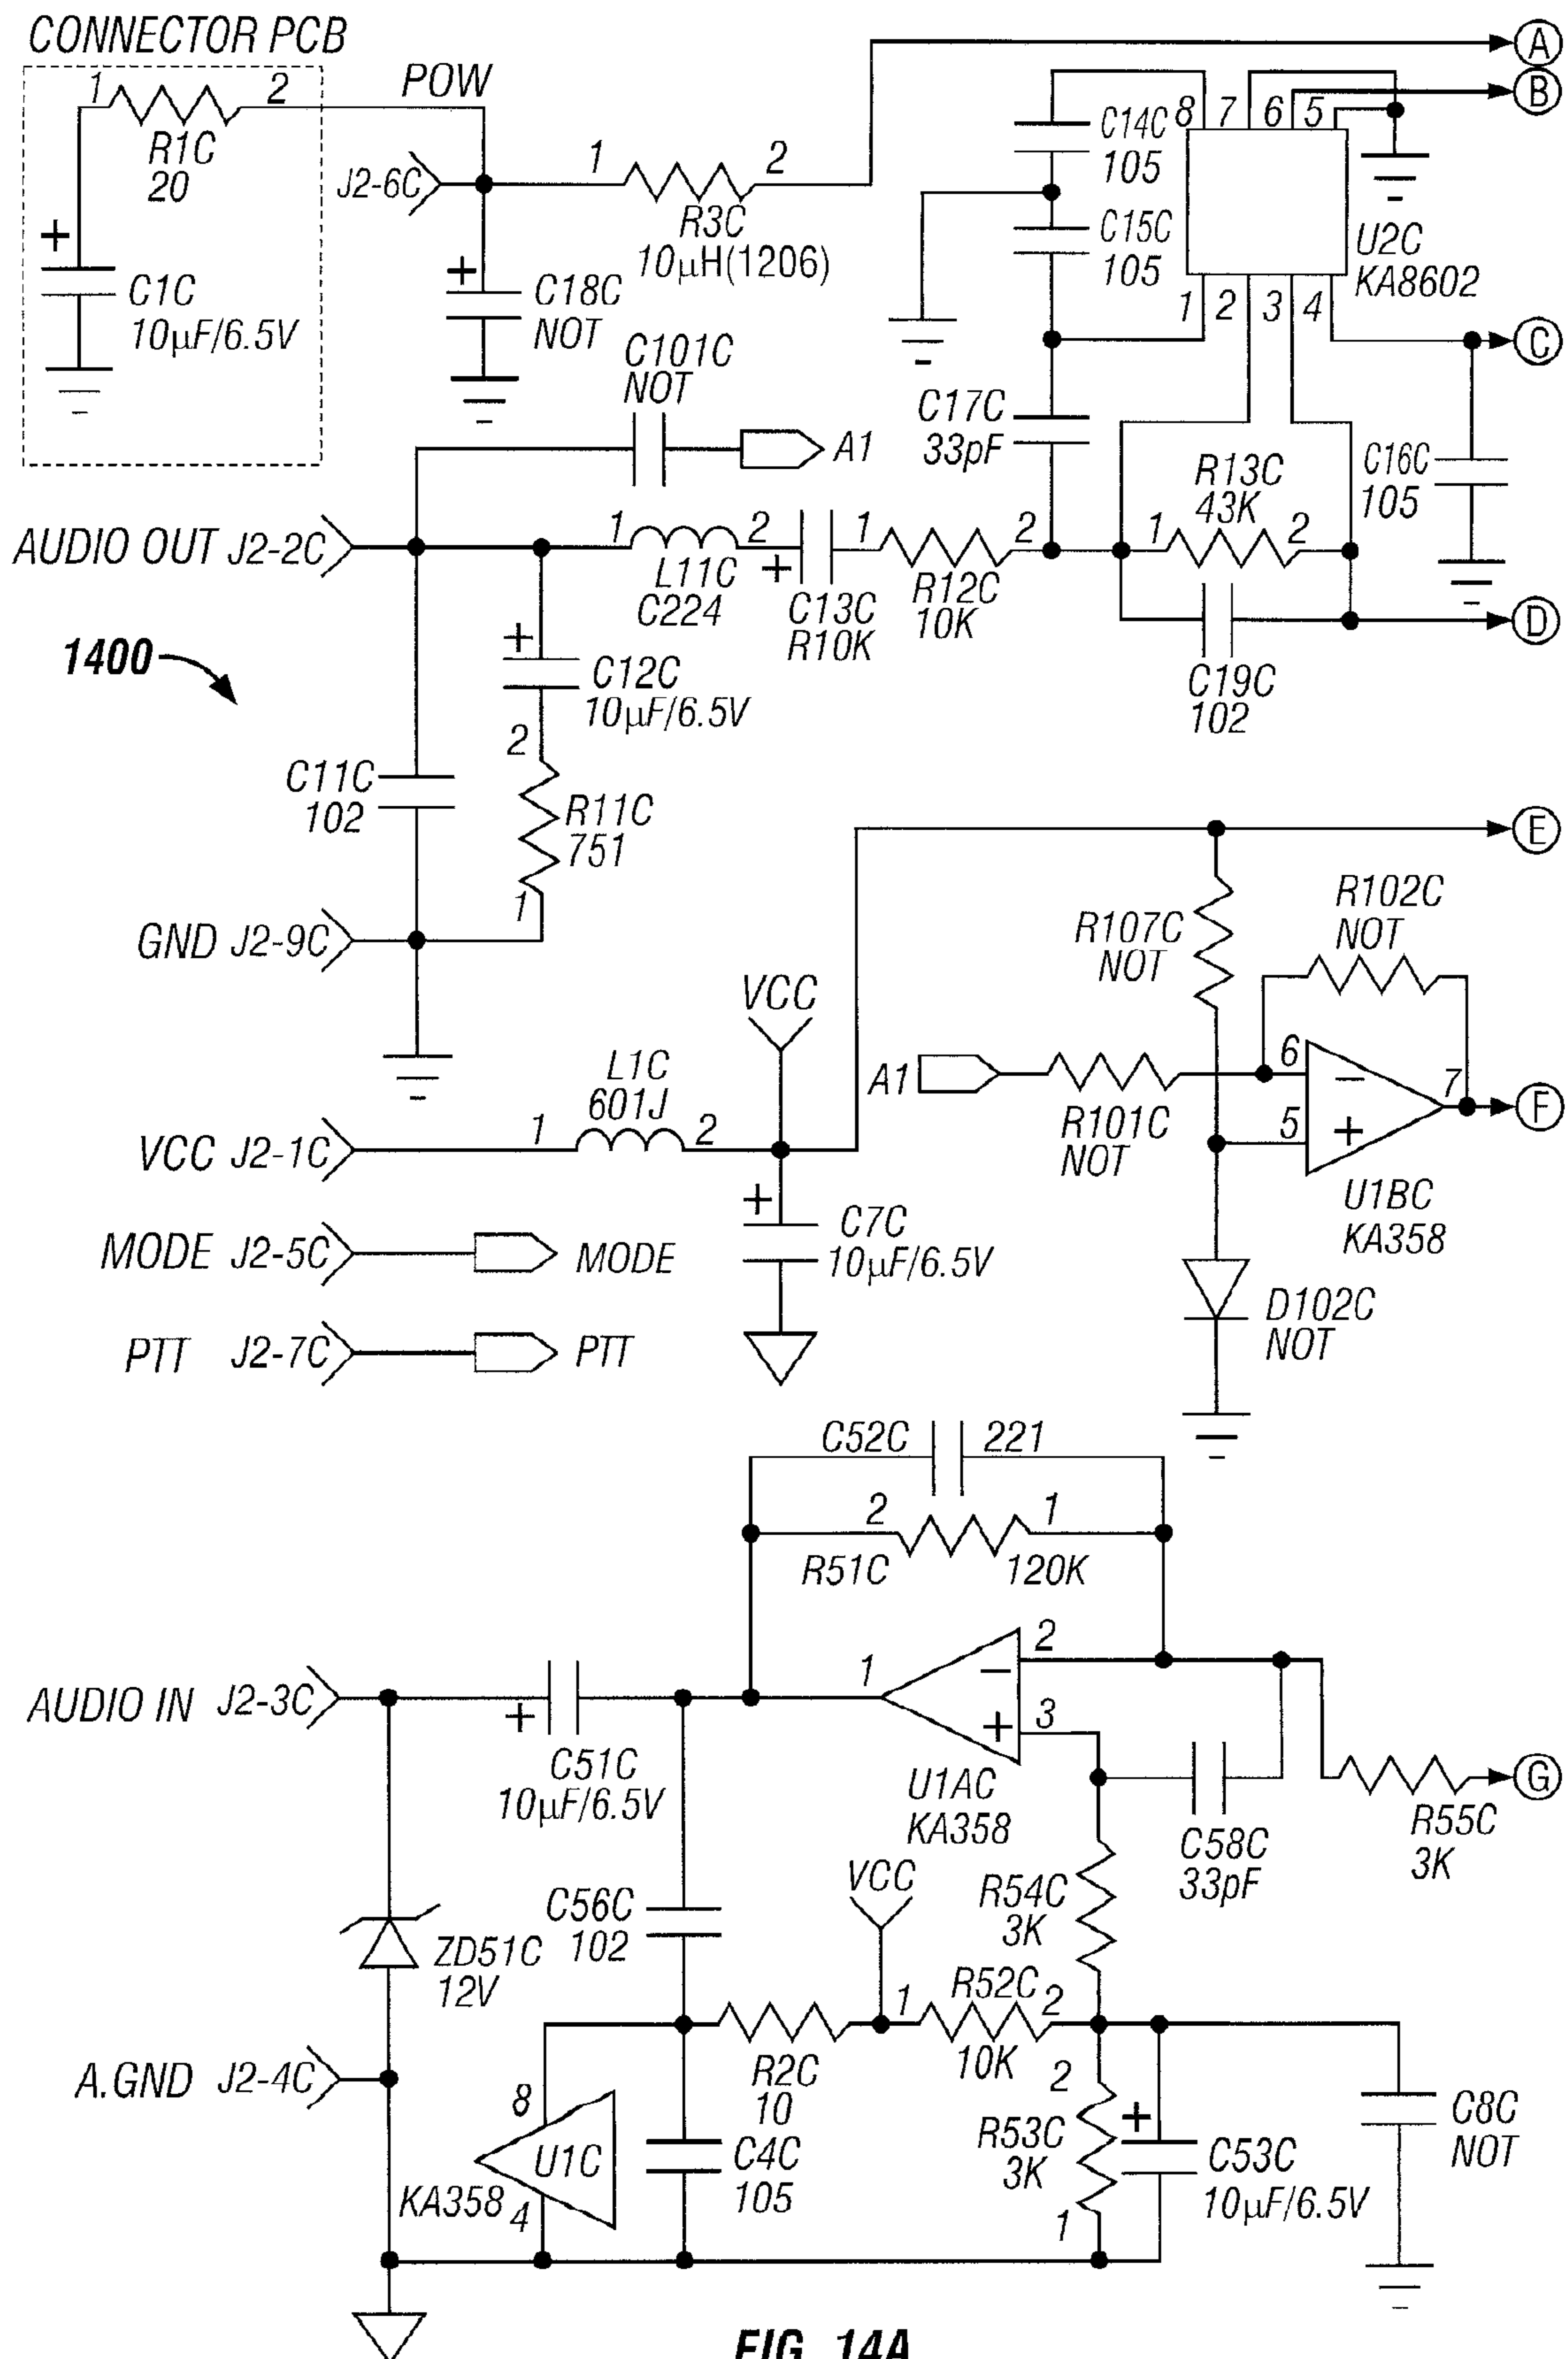 CONNECTOR PCB
1 2
R1C
20
+
C1C
10µF/6.5V
POW
J2-6C
1 2
R3C
10µH(1206)
+
C18C
NOT
A
B
C14C
105
8 7 6 5
C15C
105
U2C
KA8602
1 2 3 4
C
C101C
NOT
A1
C17C
33pF
R13C
43K
1 2
C16C
105
AUDIO OUT J2-2C
1 2
L11C
C224
+
C13C
R10K
1 2
R12C
10K
D
C19C
102
1400
+
C12C
10µF/6.5V
2
R11C
751
1
C11C
102
GND J2-9C
E
R107C
NOT
R102C
NOT
VCC
L1C
601J
1 2
VCC J2-1C
A1
R101C
NOT
6
−
5
+
7
F
U1BC
KA358
+
C7C
10µF/6.5V
MODE J2-5C MODE
D102C
NOT
PTT J2-7C PTT
C52C 221
2 1
R51C 120K
AUDIO IN J2-3C
+
C51C
10µF/6.5V
1
2
−
3
+
U1AC
KA358
C58C
33pF
R55C
3K
G
VCC
R54C
3K
C56C
102
ZD51C
12V
R2C
10
1 2
R52C
10K
A.GND J2-4C
8
U1C
KA358
4
C4C
105
2
R53C
3K
1
+
C53C
10µF/6.5V
C8C
NOT
FIG. 14A